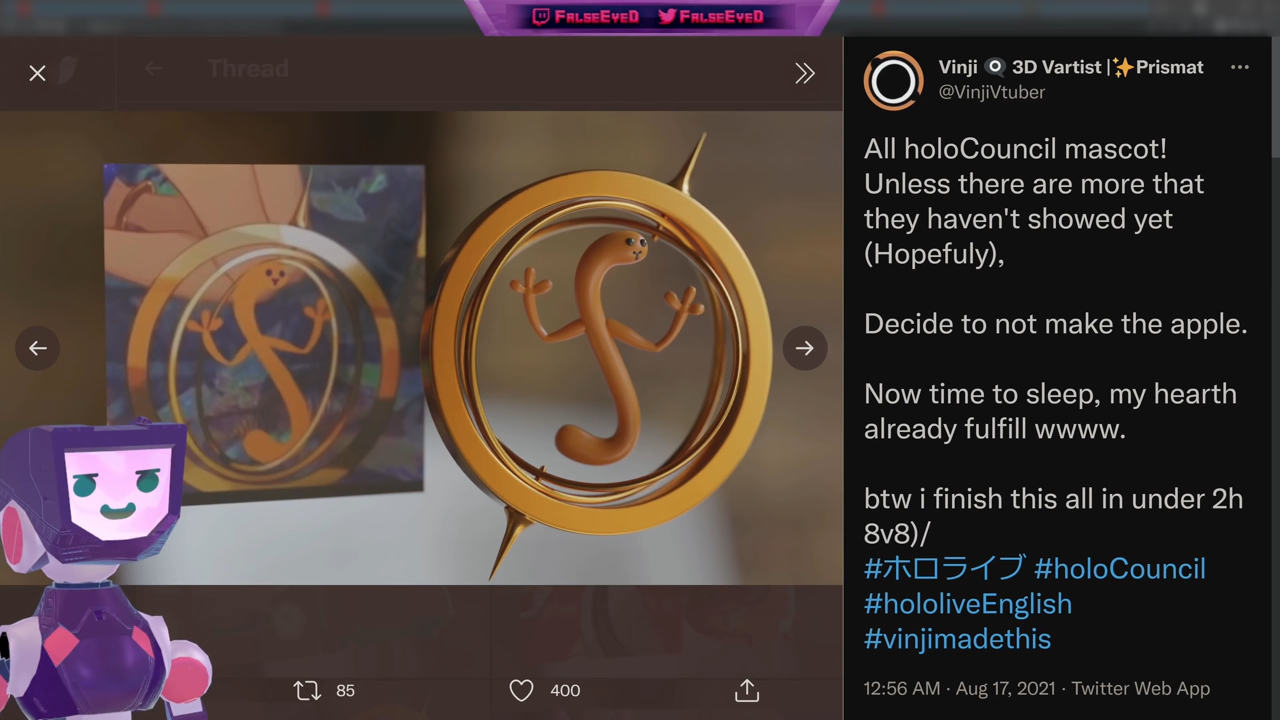 FalseEyeD FalseEyeD
Thread
Vinji 3D Vartist |✨Prismat
@VinjiVtuber
All holoCouncil mascot!
Unless there are more that
they haven't showed yet
(Hopefuly),
Decide to not make the apple.
Now time to sleep, my hearth
already fulfill wwww.
btw i finish this all in under 2h
8v8)/
#ホロライブ #holoCouncil
#hololiveEnglish
#vinjimadethis
12:56 AM · Aug 17, 2021 · Twitter Web App
85
400